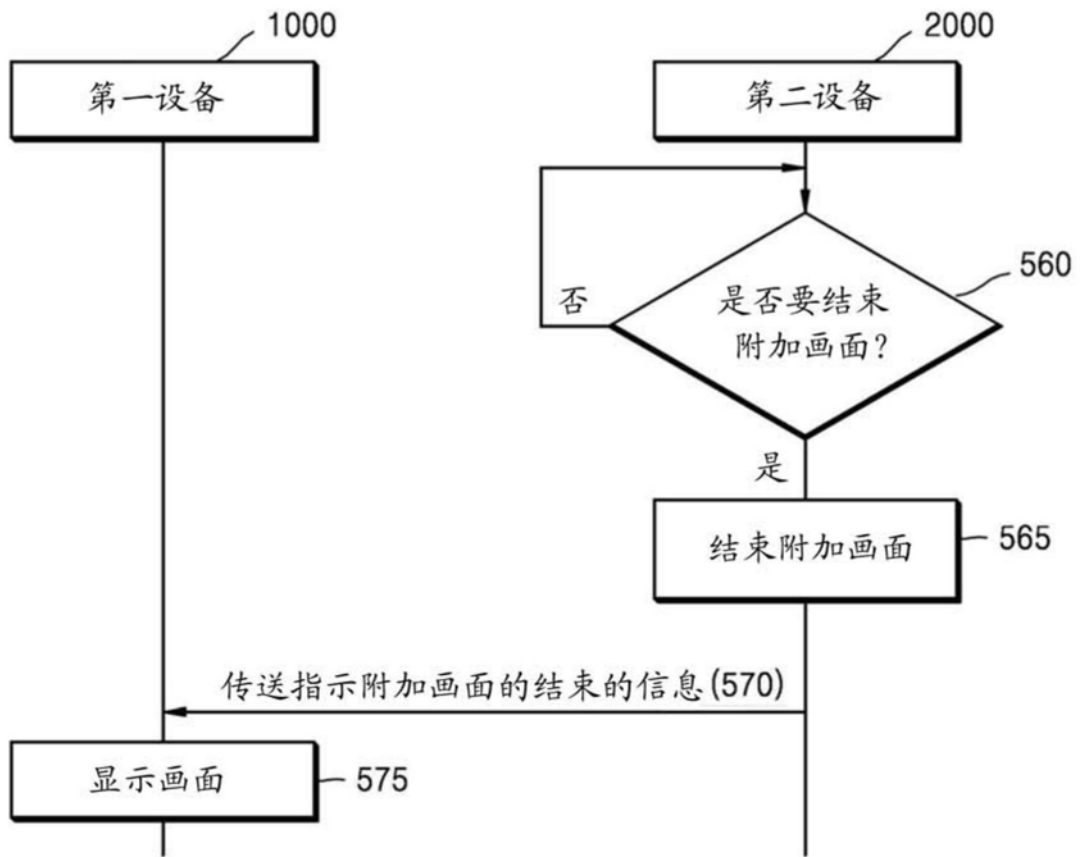 1000
2000
第一设备
第二设备
560
否
是否要结束
附加画面?
是
结束附加画面
565
传送指示附加画面的结束的信息(570)
显示画面
575